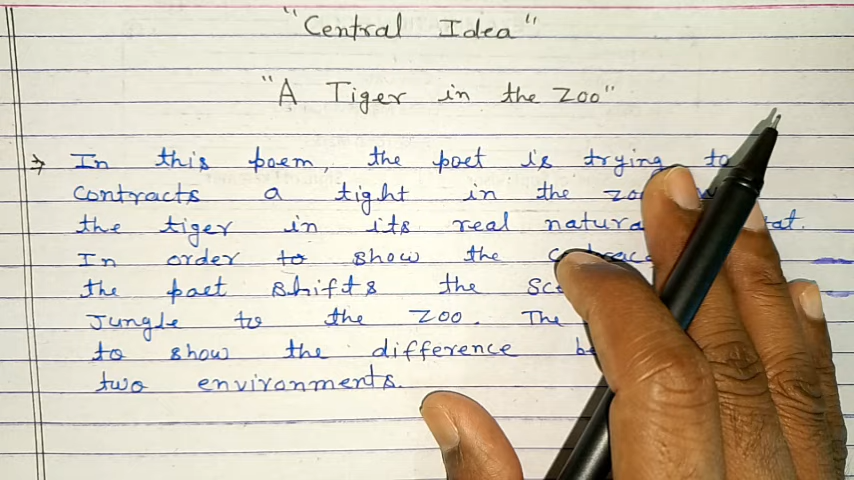 "Central Idea"
"A Tiger in the Zoo"
⇒ In this poem the poet is trying to
contracts a tight in the zoo
the tiger in its real natural
In order to show the
the poet shifts the
Jungle to the zoo. The
to show the difference
two environments.